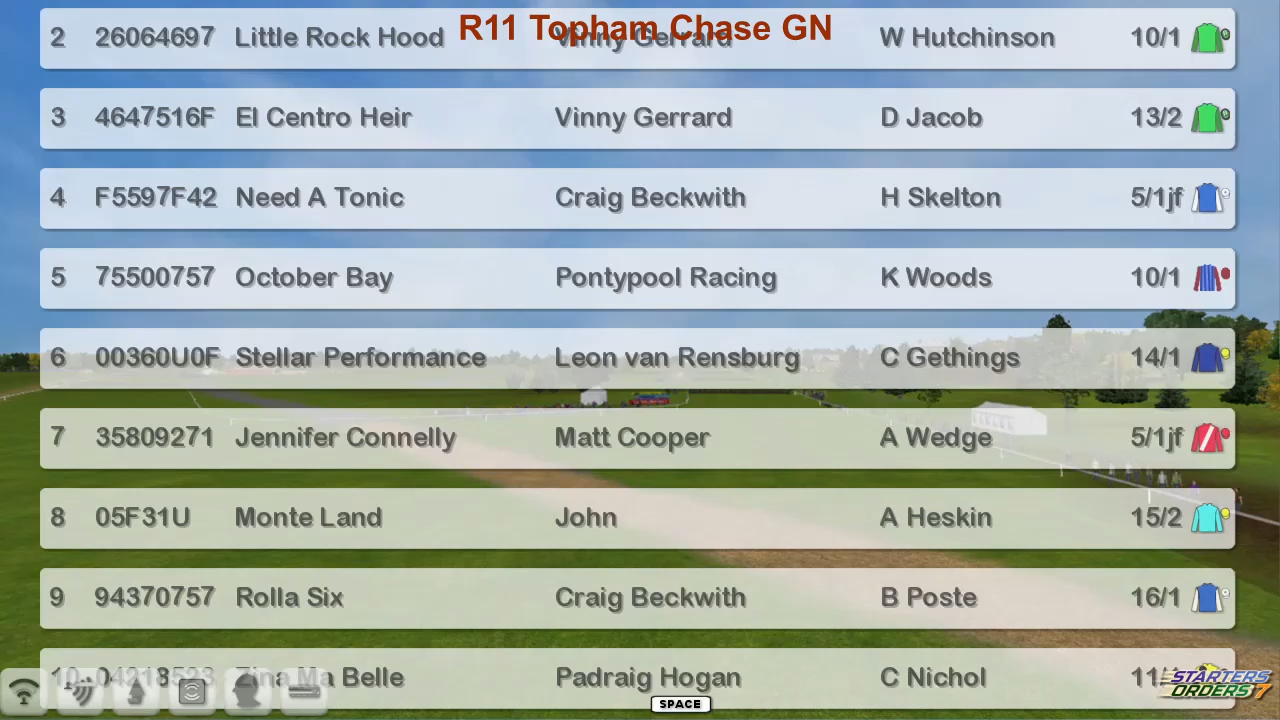 R11 Topham Chase GN
2 26064697 Little Rock Hood Vinny Gerrard W Hutchinson 10/1
3 4647516F El Centro Heir Vinny Gerrard D Jacob 13/2
4 F5597F42 Need A Tonic Craig Beckwith H Skelton 5/1jf
5 75500757 October Bay Pontypool Racing K Woods 10/1
6 00360U0F Stellar Performance Leon van Rensburg C Gethings 14/1
7 35809271 Jennifer Connelly Matt Cooper A Wedge 5/1jf
8 05F31U Monte Land John A Heskin 15/2
9 94370757 Rolla Six Craig Beckwith B Poste 16/1
10 Ma Belle Padraig Hogan C Nichol
SPACE
STARTERS
ORDERS 7